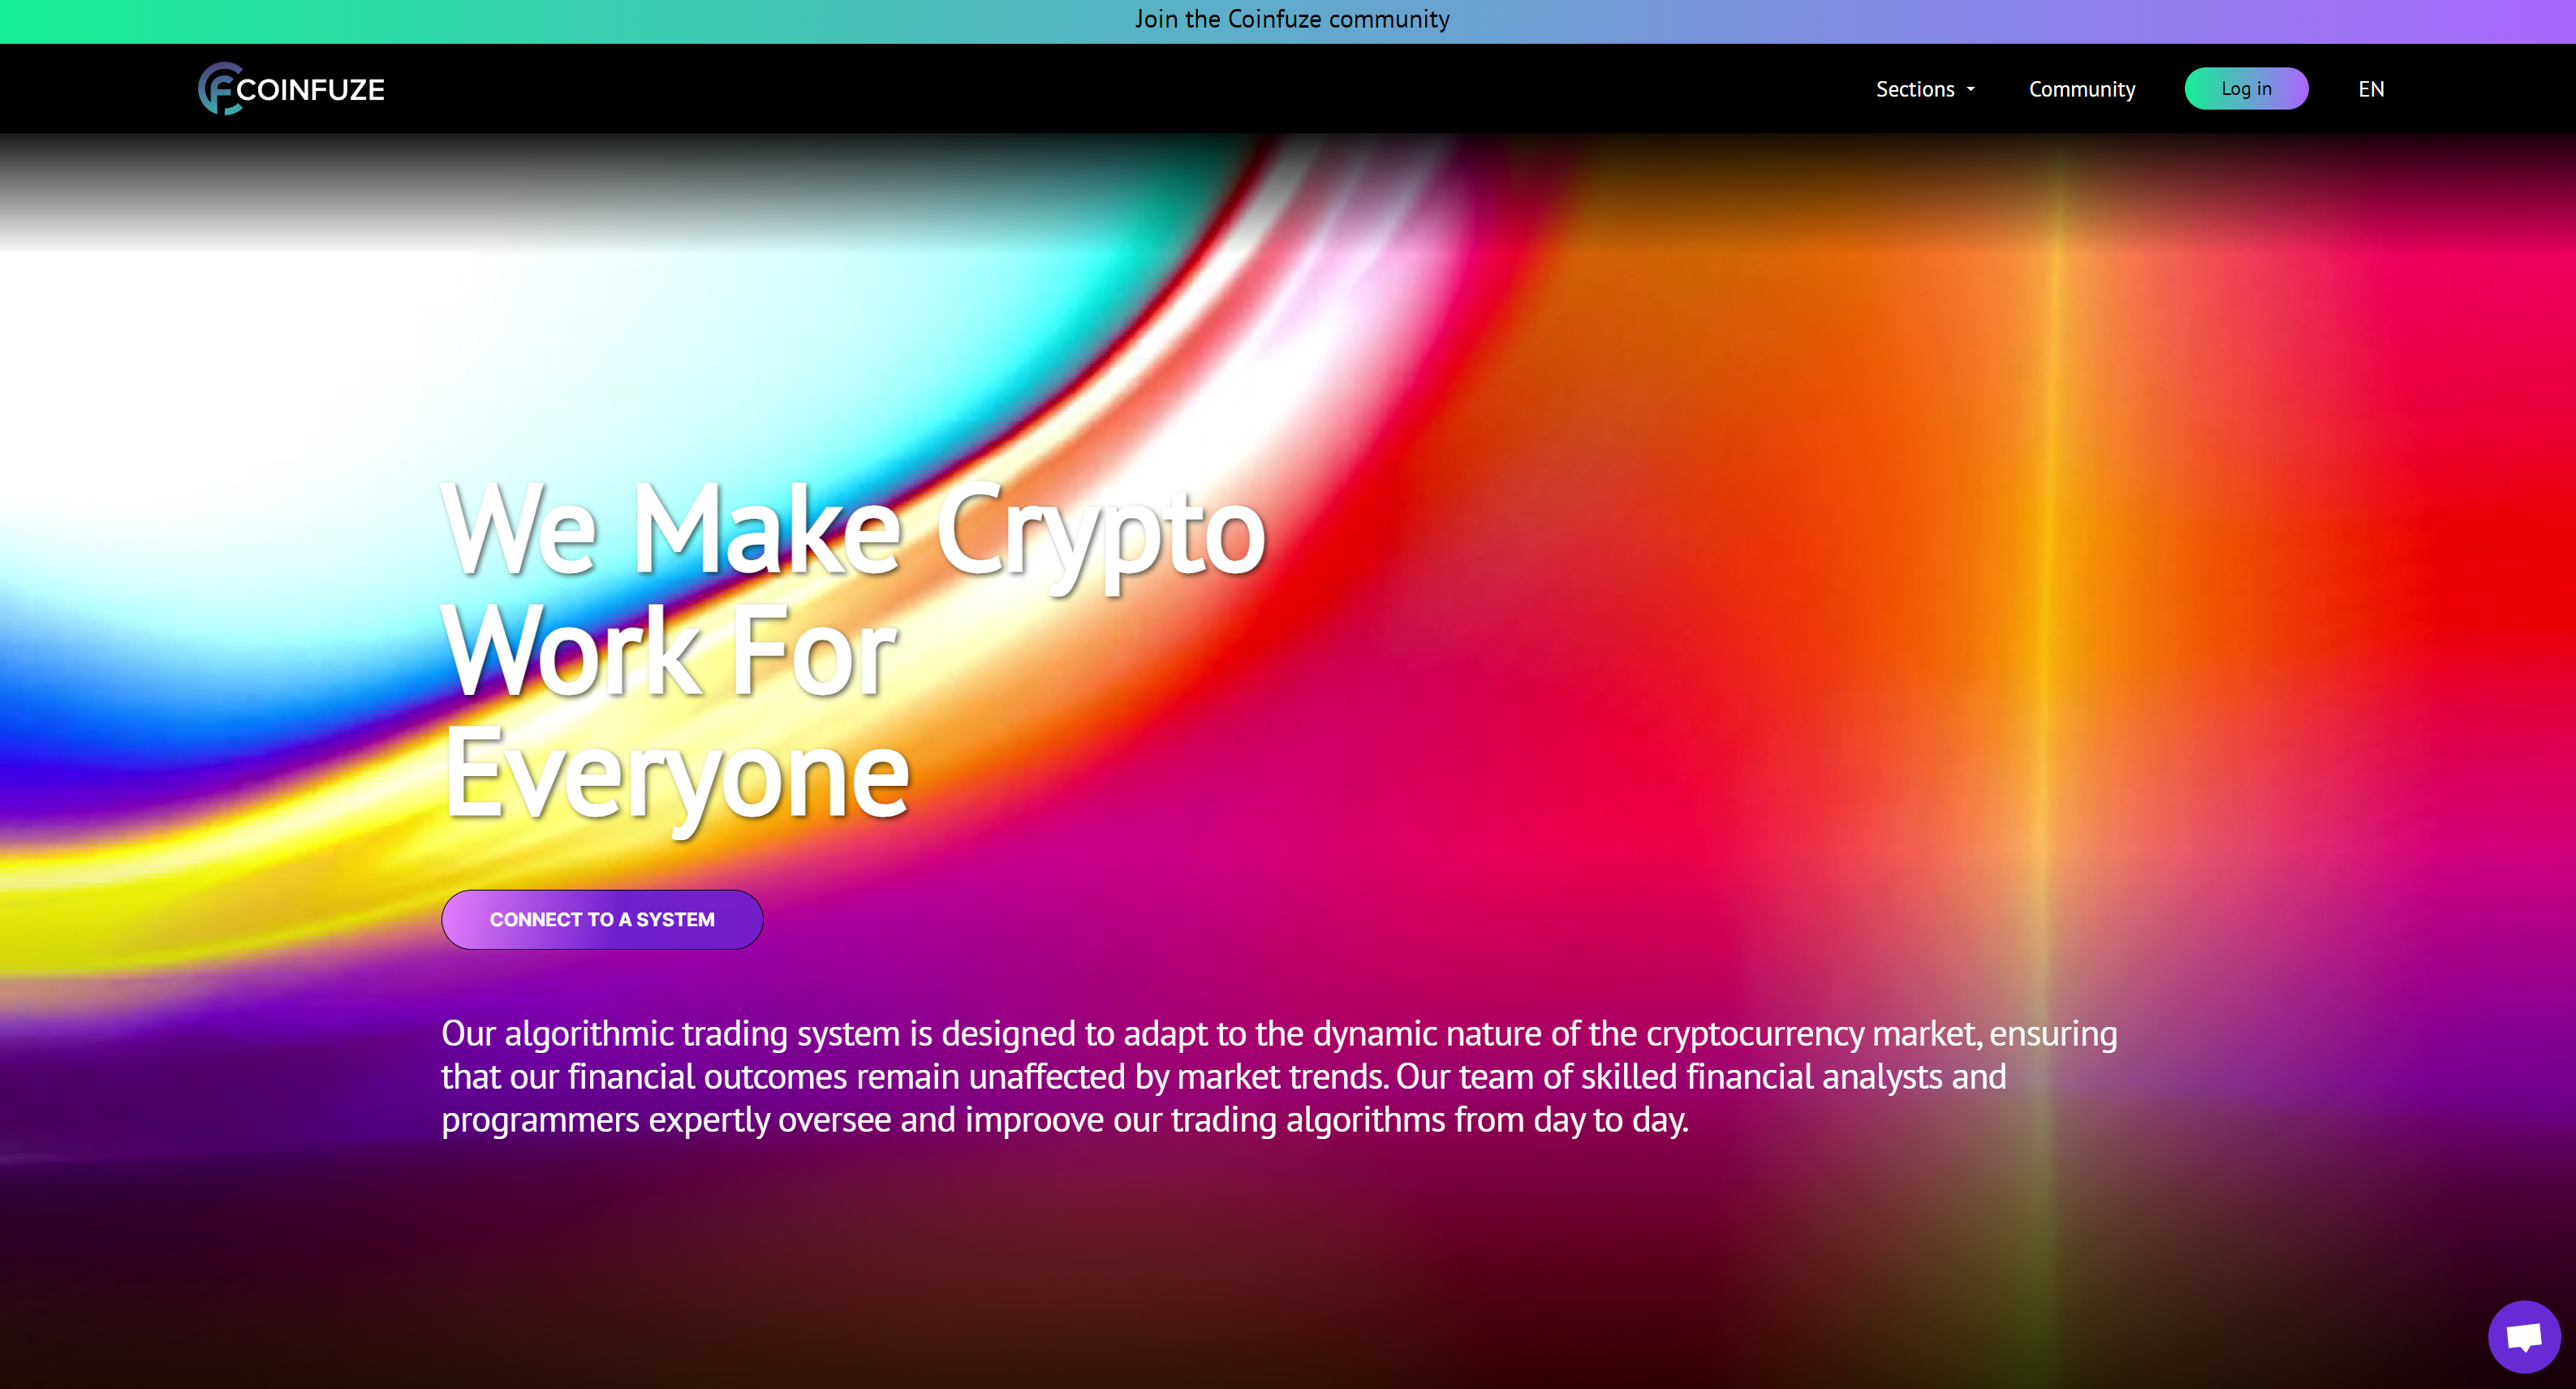 Join the Coinfuze community
COINFUZE
Sections
Community
Log in
EN
We Make Crypto
Work For
Everyone
CONNECT TO A SYSTEM
Our algorithmic trading system is designed to adapt to the dynamic nature of the cryptocurrency market, ensuring
that our financial outcomes remain unaffected by market trends. Our team of skilled financial analysts and
programmers expertly oversee and improove our trading algorithms from day to day.